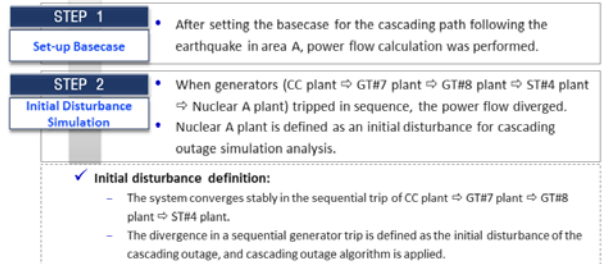 STEP 1
Set-up Basecase
• After setting the basecase for the cascading path following the
earthquake in area A, power flow calculation was performed.
STEP 2
Initial Disturbance
Simulation
• When generators (CC plant ⇨ GT#7 plant ⇨ GT#8 plant ⇨ ST#4 plant
⇨ Nuclear A plant) tripped in sequence, the power flow diverged.
• Nuclear A plant is defined as an initial disturbance for cascading
outage simulation analysis.
✓ Initial disturbance definition:
– The system converges stably in the sequential trip of CC plant ⇨ GT#7 plant ⇨ GT#8
plant ⇨ ST#4 plant.
– The divergence in a sequential generator trip is defined as the initial disturbance of the
cascading outage, and cascading outage algorithm is applied.